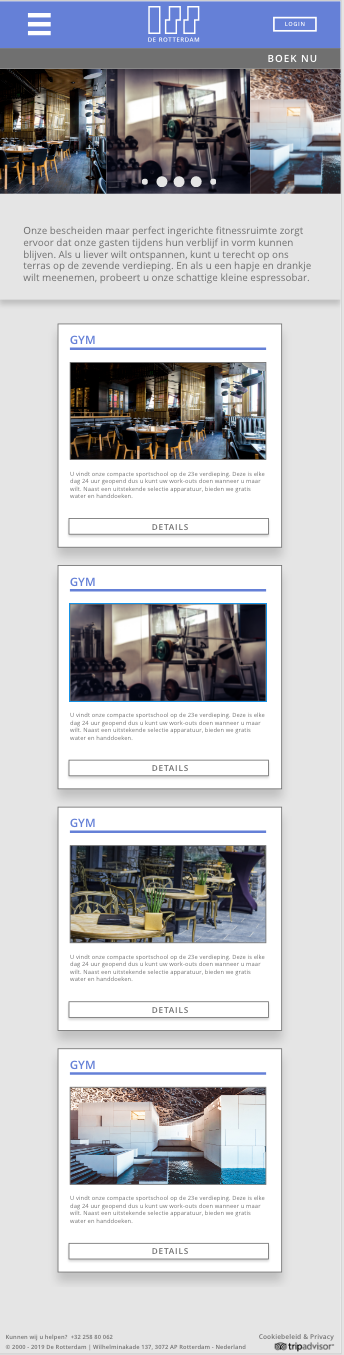 DE ROTTERDAM
LOGIN
BOEK NU
Onze bescheiden maar perfect ingerichte fitnessruimte zorgt
ervoor dat onze gasten tijdens hun verblijf in vorm kunnen
blijven. Als u liever wilt ontspannen, kunt u terecht op ons
terras op de zevende verdieping. En als u een hapje en drankje
wilt meenemen, probeert u onze schattige kleine espressobar.
GYM
U vindt onze compacte sportschool op de 23e verdieping. Deze is elke
dag 24 uur geopend dus u kunt uw work-outs doen wanneer u maar
wilt. Naast een uitstekende selectie apparatuur, bieden we gratis
water en handdoeken.
DETAILS
GYM
U vindt onze compacte sportschool op de 23e verdieping. Deze is elke
dag 24 uur geopend dus u kunt uw work-outs doen wanneer u maar
wilt. Naast een uitstekende selectie apparatuur, bieden we gratis
water en handdoeken.
DETAILS
GYM
U vindt onze compacte sportschool op de 23e verdieping. Deze is elke
dag 24 uur geopend dus u kunt uw work-outs doen wanneer u maar
wilt. Naast een uitstekende selectie apparatuur, bieden we gratis
water en handdoeken.
DETAILS
GYM
U vindt onze compacte sportschool op de 23e verdieping. Deze is elke
dag 24 uur geopend dus u kunt uw work-outs doen wanneer u maar
wilt. Naast een uitstekende selectie apparatuur, bieden we gratis
water en handdoeken.
DETAILS
Kunnen wij u helpen? +32 258 80 062
Cookiebeleid & Privacy
© 2000 - 2019 De Rotterdam | Wilhelminakade 137, 3072 AP Rotterdam - Nederland
tripadvisor®